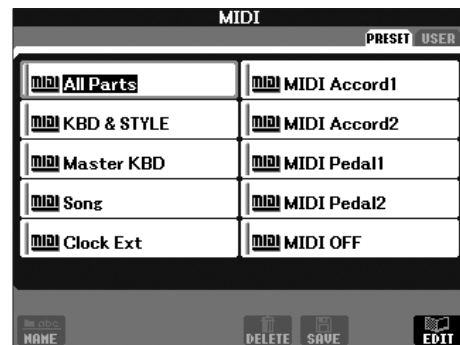 MIDI
PRESET USER
MIDI All Parts
MIDI MIDI Accord1
MIDI KBD & STYLE
MIDI MIDI Accord2
MIDI Master KBD
MIDI MIDI Pedal1
MIDI Song
MIDI MIDI Pedal2
MIDI Clock Ext
MIDI MIDI OFF
abc
NAME
DELETE
SAVE
EDIT